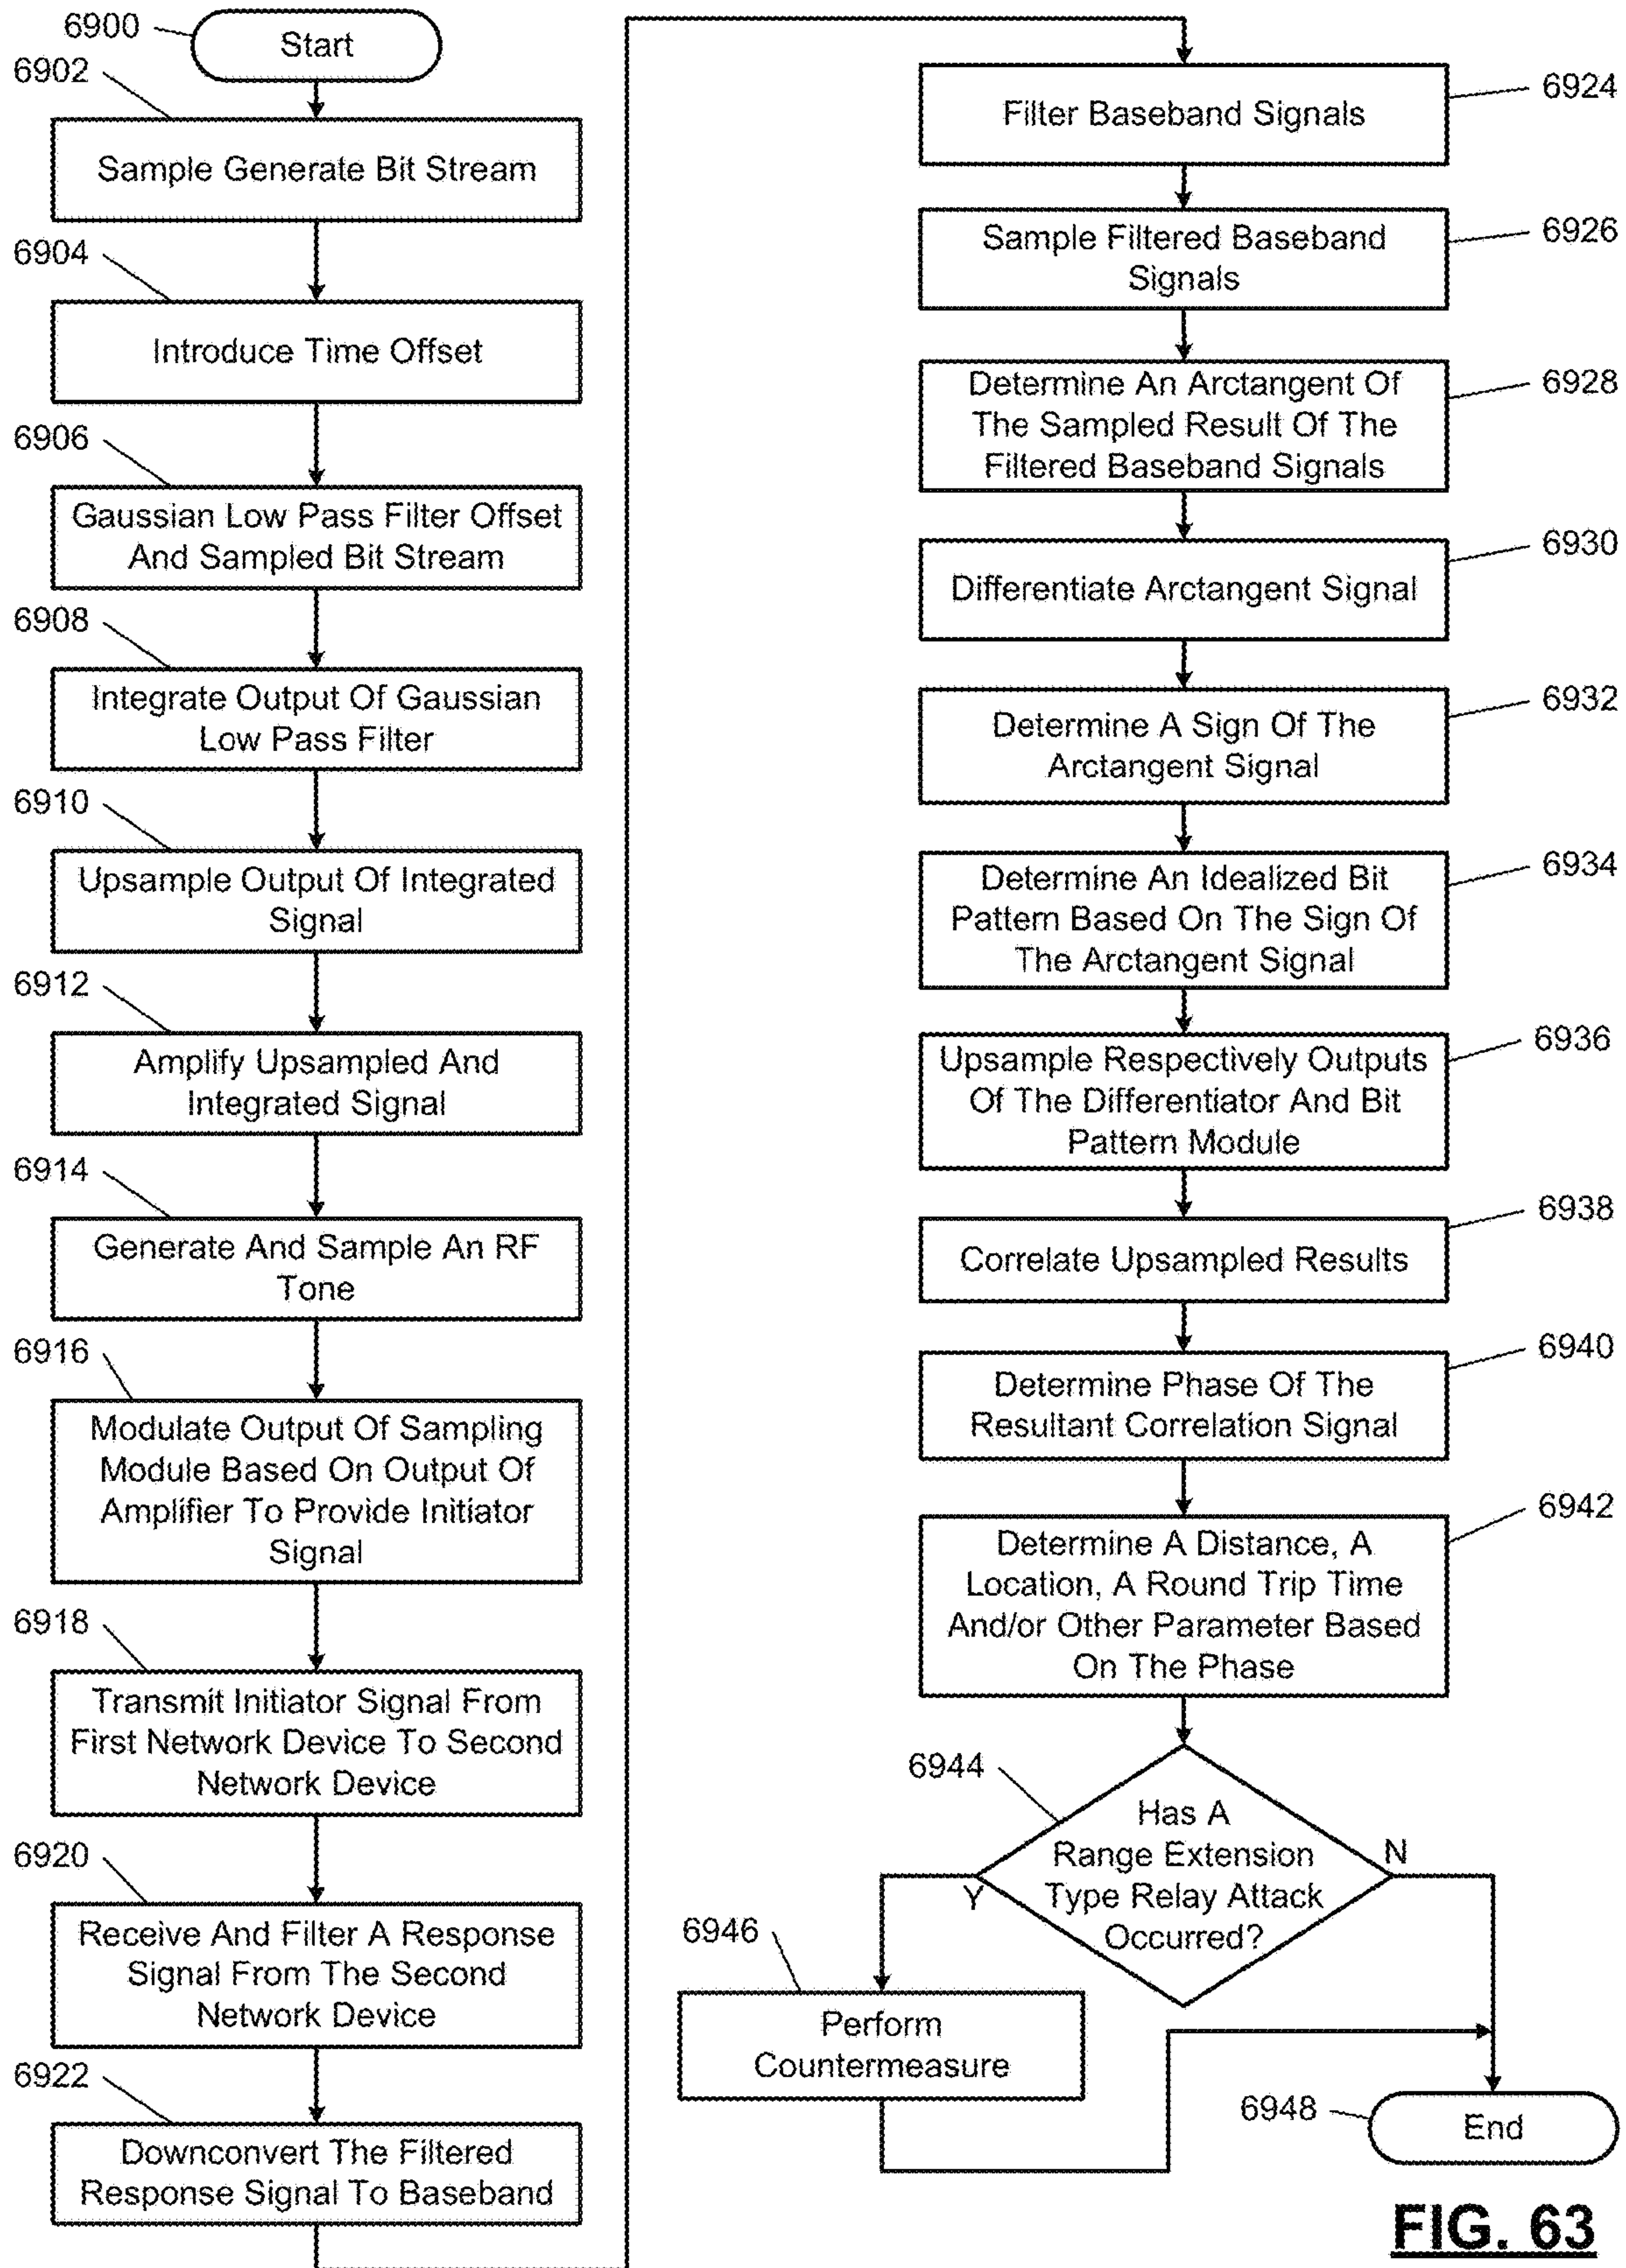 6900
Start
6902
Sample Generate Bit Stream
6904
Introduce Time Offset
6906
Gaussian Low Pass Filter Offset
And Sampled Bit Stream
6908
Integrate Output Of Gaussian
Low Pass Filter
6910
Upsample Output Of Integrated
Signal
6912
Amplify Upsampled And
Integrated Signal
6914
Generate And Sample An RF
Tone
6916
Modulate Output Of Sampling
Module Based On Output Of
Amplifier To Provide Initiator
Signal
6918
Transmit Initiator Signal From
First Network Device To Second
Network Device
6920
Receive And Filter A Response
Signal From The Second
Network Device
6922
Downconvert The Filtered
Response Signal To Baseband
6924
Filter Baseband Signals
6926
Sample Filtered Baseband
Signals
6928
Determine An Arctangent Of
The Sampled Result Of The
Filtered Baseband Signals
6930
Differentiate Arctangent Signal
6932
Determine A Sign Of The
Arctangent Signal
6934
Determine An Idealized Bit
Pattern Based On The Sign Of
The Arctangent Signal
6936
Upsample Respectively Outputs
Of The Differentiator And Bit
Pattern Module
6938
Correlate Upsampled Results
6940
Determine Phase Of The
Resultant Correlation Signal
6942
Determine A Distance, A
Location, A Round Trip Time
And/or Other Parameter Based
On The Phase
6944
Has A
Range Extension
Type Relay Attack
Occurred?
Y
N
6946
Perform
Countermeasure
6948
End
FIG. 63